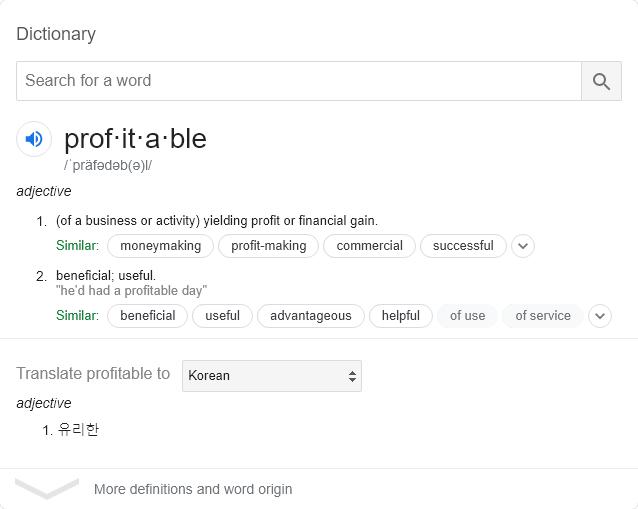 Dictionary
Search for a word
prof·it·a·ble
/ˈpräfədəb(ə)l/
adjective
1. (of a business or activity) yielding profit or financial gain.
Similar: moneymaking profit-making commercial successful
2. beneficial; useful.
"he'd had a profitable day"
Similar: beneficial useful advantageous helpful of use of service
Translate profitable to Korean
adjective
1. 유리한
More definitions and word origin